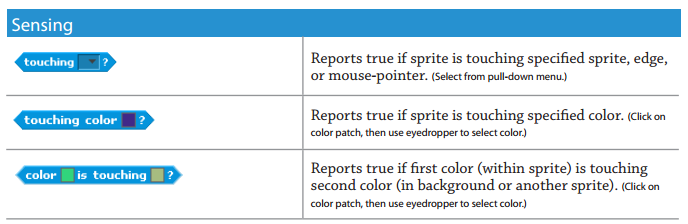 Sensing
touching ?
Reports true if sprite is touching specified sprite, edge,
or mouse-pointer. (Select from pull-down menu.)
touching color ?
Reports true if sprite is touching specified color. (Click on
color patch, then use eyedropper to select color.)
color is touching ?
Reports true if first color (within sprite) is touching
second color (in background or another sprite). (Click on
color patch, then use eyedropper to select color.)